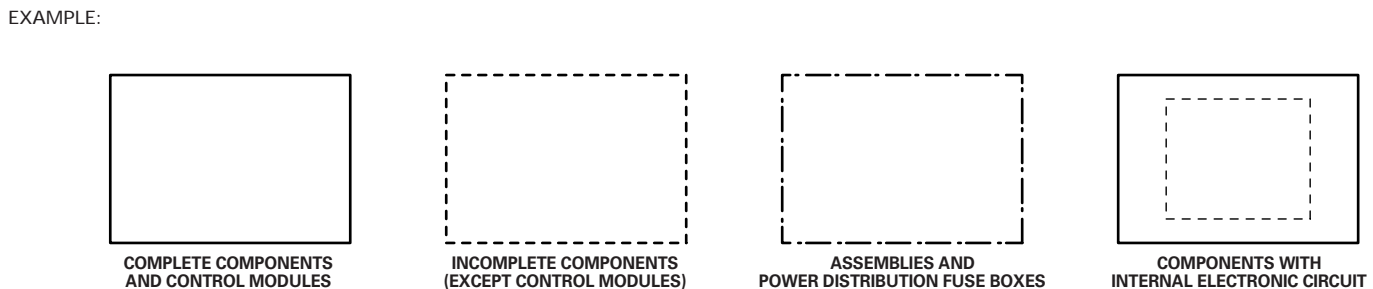 EXAMPLE:
COMPLETE COMPONENTS
AND CONTROL MODULES
INCOMPLETE COMPONENTS
(EXCEPT CONTROL MODULES)
ASSEMBLIES AND
POWER DISTRIBUTION FUSE BOXES
COMPONENTS WITH
INTERNAL ELECTRONIC CIRCUIT